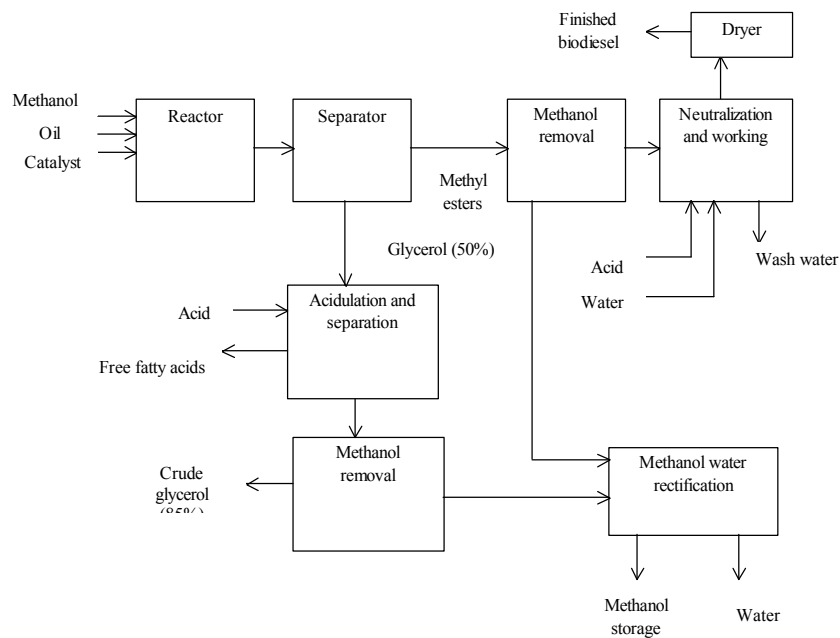 Finished
biodiesel
Dryer
Methanol
Oil
Catalyst
Reactor
Separator
Methanol
removal
Neutralization
and working
Methyl
esters
Glycerol (50%)
Acid
Water
Wash water
Acid
Acidulation and
separation
Free fatty acids
Methanol
removal
Crude
glycerol
(85%)
Methanol water
rectification
Methanol
storage
Water